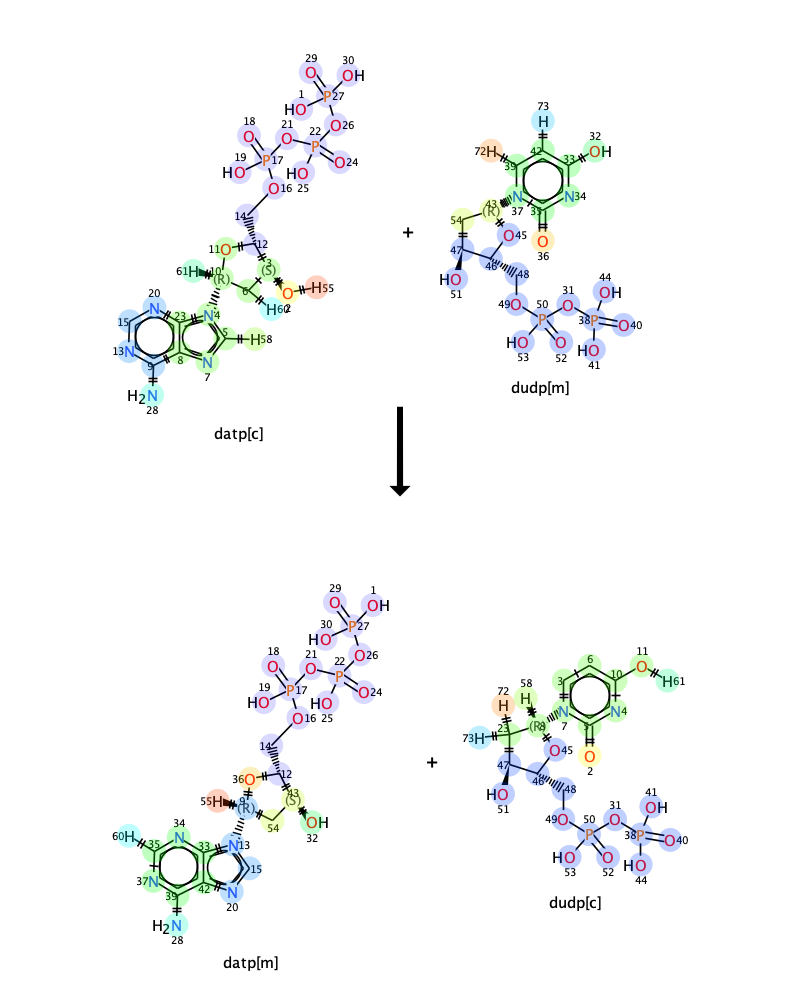 29 30
O OH
1 P 27
HO
18 21 O 26
O O 22
19 P 17 P O 24
HO HO
O 16 25
14
11 12
O 3
61 H 10 (S)
(R) O H 55
6 H 60 2
20
N 23 N 4
15 5 H 58
13 N 8 N
9 7
H2N
28
datp[c]
+
73
H
32
72 H 42 33 OH
39
43 N N 34
(R) 37 35
54 O 45 O
47 36
HO 46 48
51 44
49 O 50 31 OH
P O 38 P O 40
HO O HO
53 52 41
dudp[m]
29 1
O OH
30 P 27
HO
18 21 O 26
O O 22
19 P 17 P O 24
HO HO
O 16 25
14
36 12
O 43
55 H 9 (S)
(R) OH
54 32
34
60 H 35 N 33 N 13
15
37 N 42 N
39 20
H2N
28
datp[m]
+
6 11
58 3 10 O
72 H H 61
H N N 4
23 (R) 8 7 5
73 H O 45 O
47 2
HO 46 48
51 41
49 O 50 31 OH
P O 38 P O 40
HO O HO
53 52 44
dudp[c]